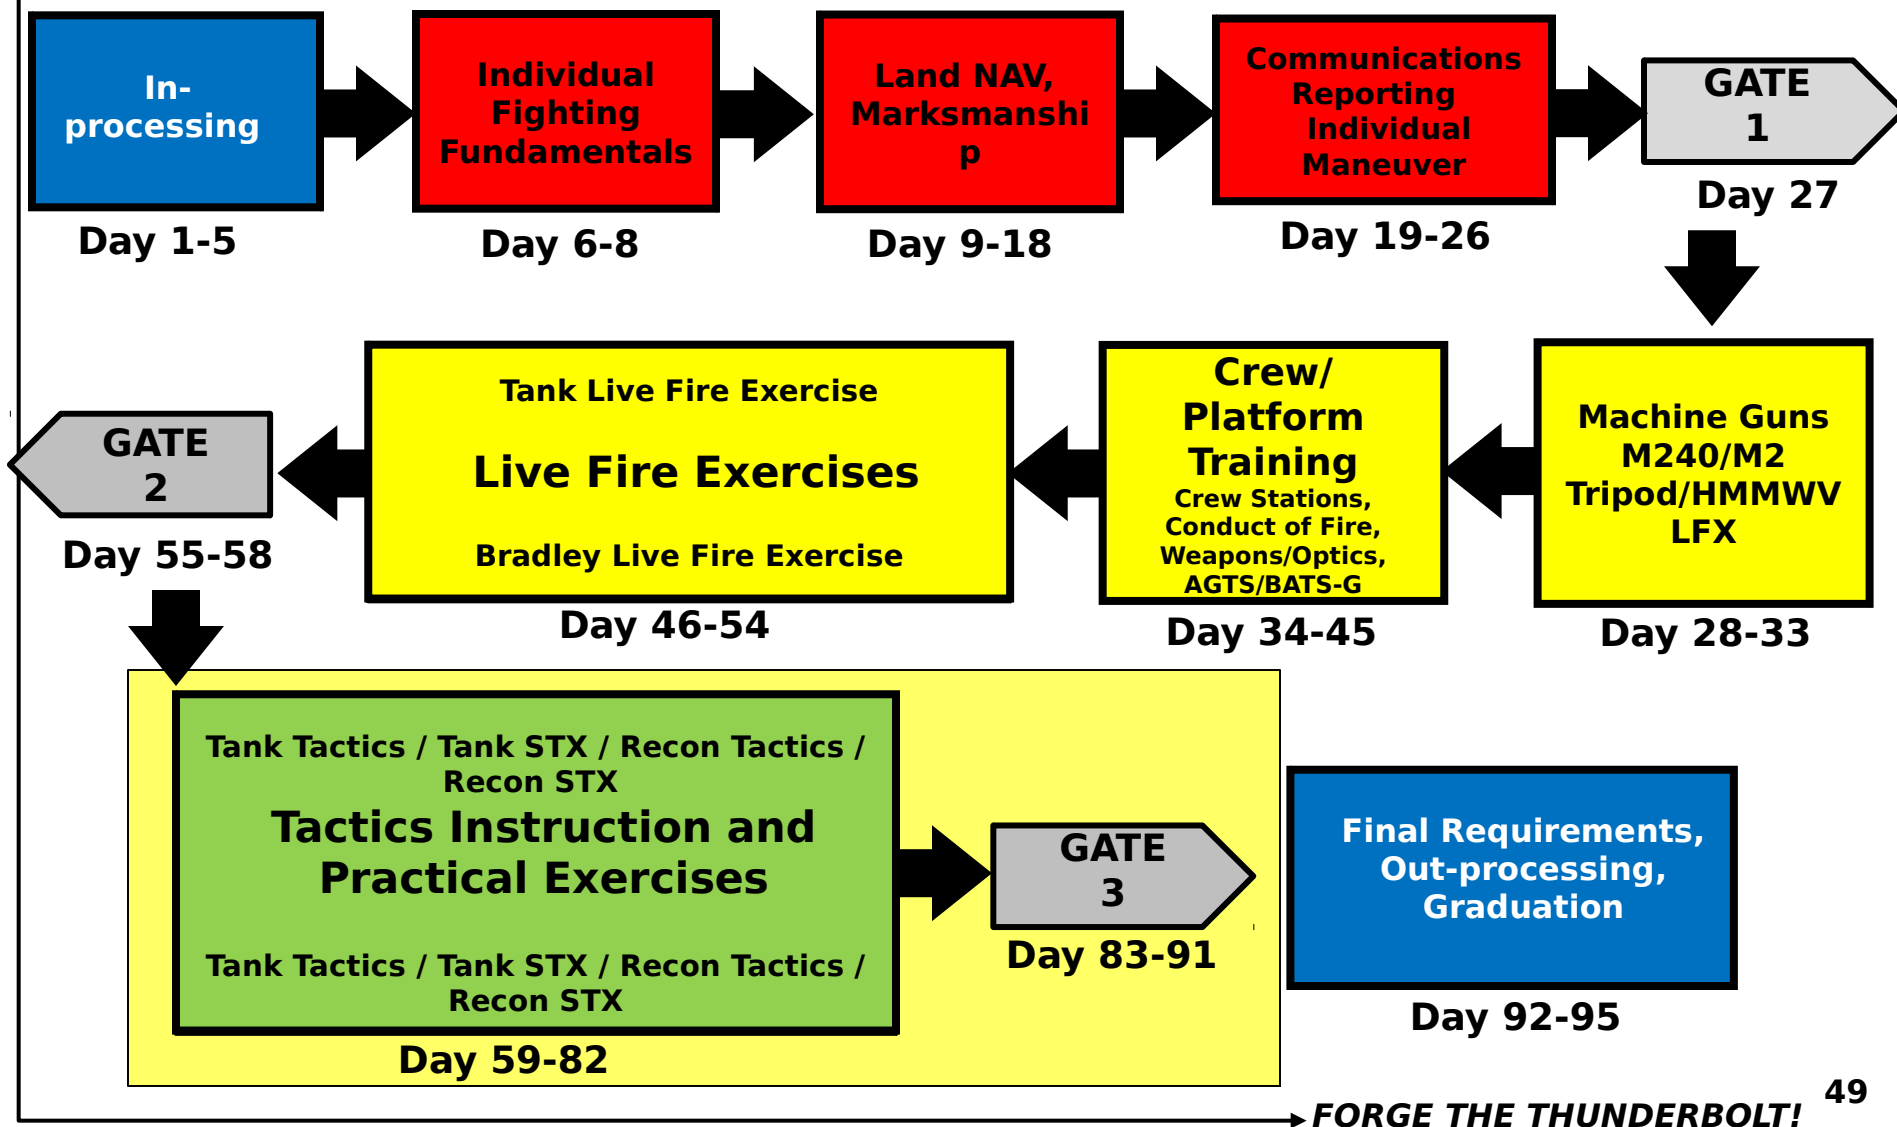 In-
processing
Day 1-5
Individual
Fighting
Fundamentals
Day 6-8
Land NAV,
Marksmanshi
p
Day 9-18
Communications
Reporting
Individual
Maneuver
Day 19-26
GATE
1
Day 27
Machine Guns
M240/M2
Tripod/HMMWV
LFX
Day 28-33
Crew/
Platform
Training
Crew Stations,
Conduct of Fire,
Weapons/Optics,
AGTS/BATS-G
Day 34-45
Tank Live Fire Exercise
Live Fire Exercises
Bradley Live Fire Exercise
Day 46-54
GATE
2
Day 55-58
Tank Tactics / Tank STX / Recon Tactics /
Recon STX
Tactics Instruction and
Practical Exercises
Tank Tactics / Tank STX / Recon Tactics /
Recon STX
Day 59-82
GATE
3
Day 83-91
Final Requirements,
Out-processing,
Graduation
Day 92-95
FORGE THE THUNDERBOLT!
49